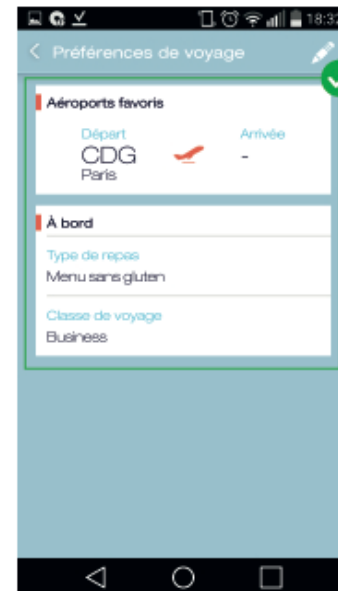 18:32
Préférences de voyage
Aéroports favoris
Départ
Arrivée
CDG
-
Paris
À bord
Type de repas
Menu sans gluten
Classe de voyage
Business